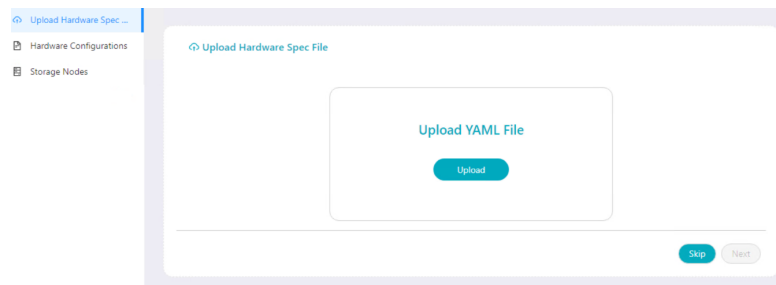 Upload Hardware Spec ...
Hardware Configurations
Storage Nodes
Upload Hardware Spec File
Upload YAML File
Upload
Skip
Next